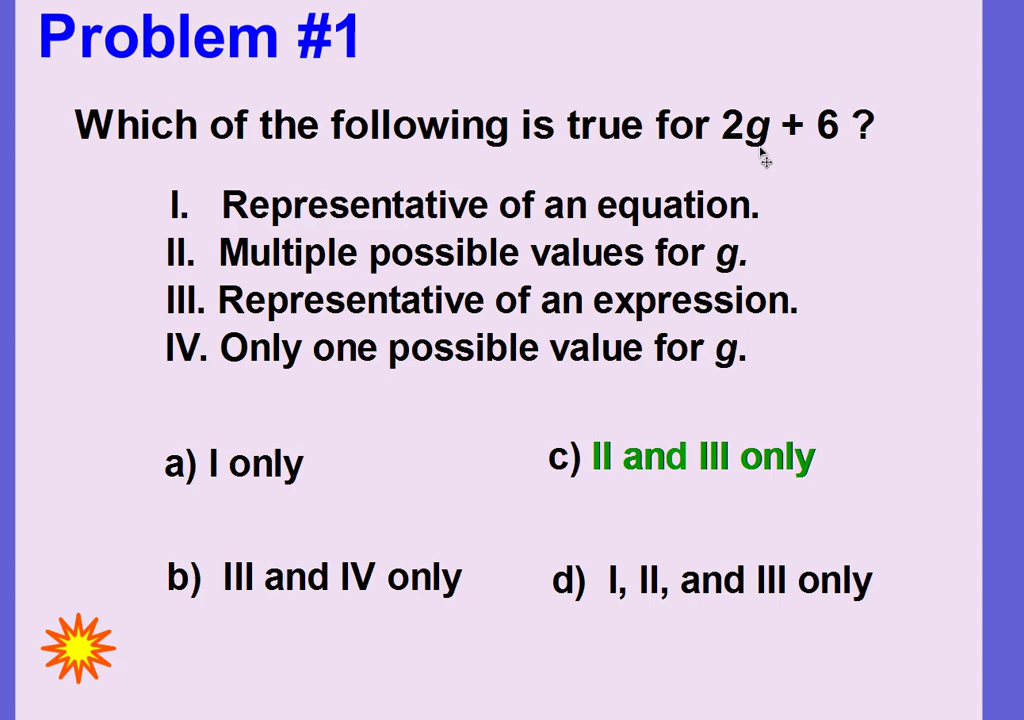 Problem #1
Which of the following is true for 2g + 6 ?
I. Representative of an equation.
II. Multiple possible values for g.
III. Representative of an expression.
IV. Only one possible value for g.
a) I only
c) II and III only
b) III and IV only
d) I, II, and III only